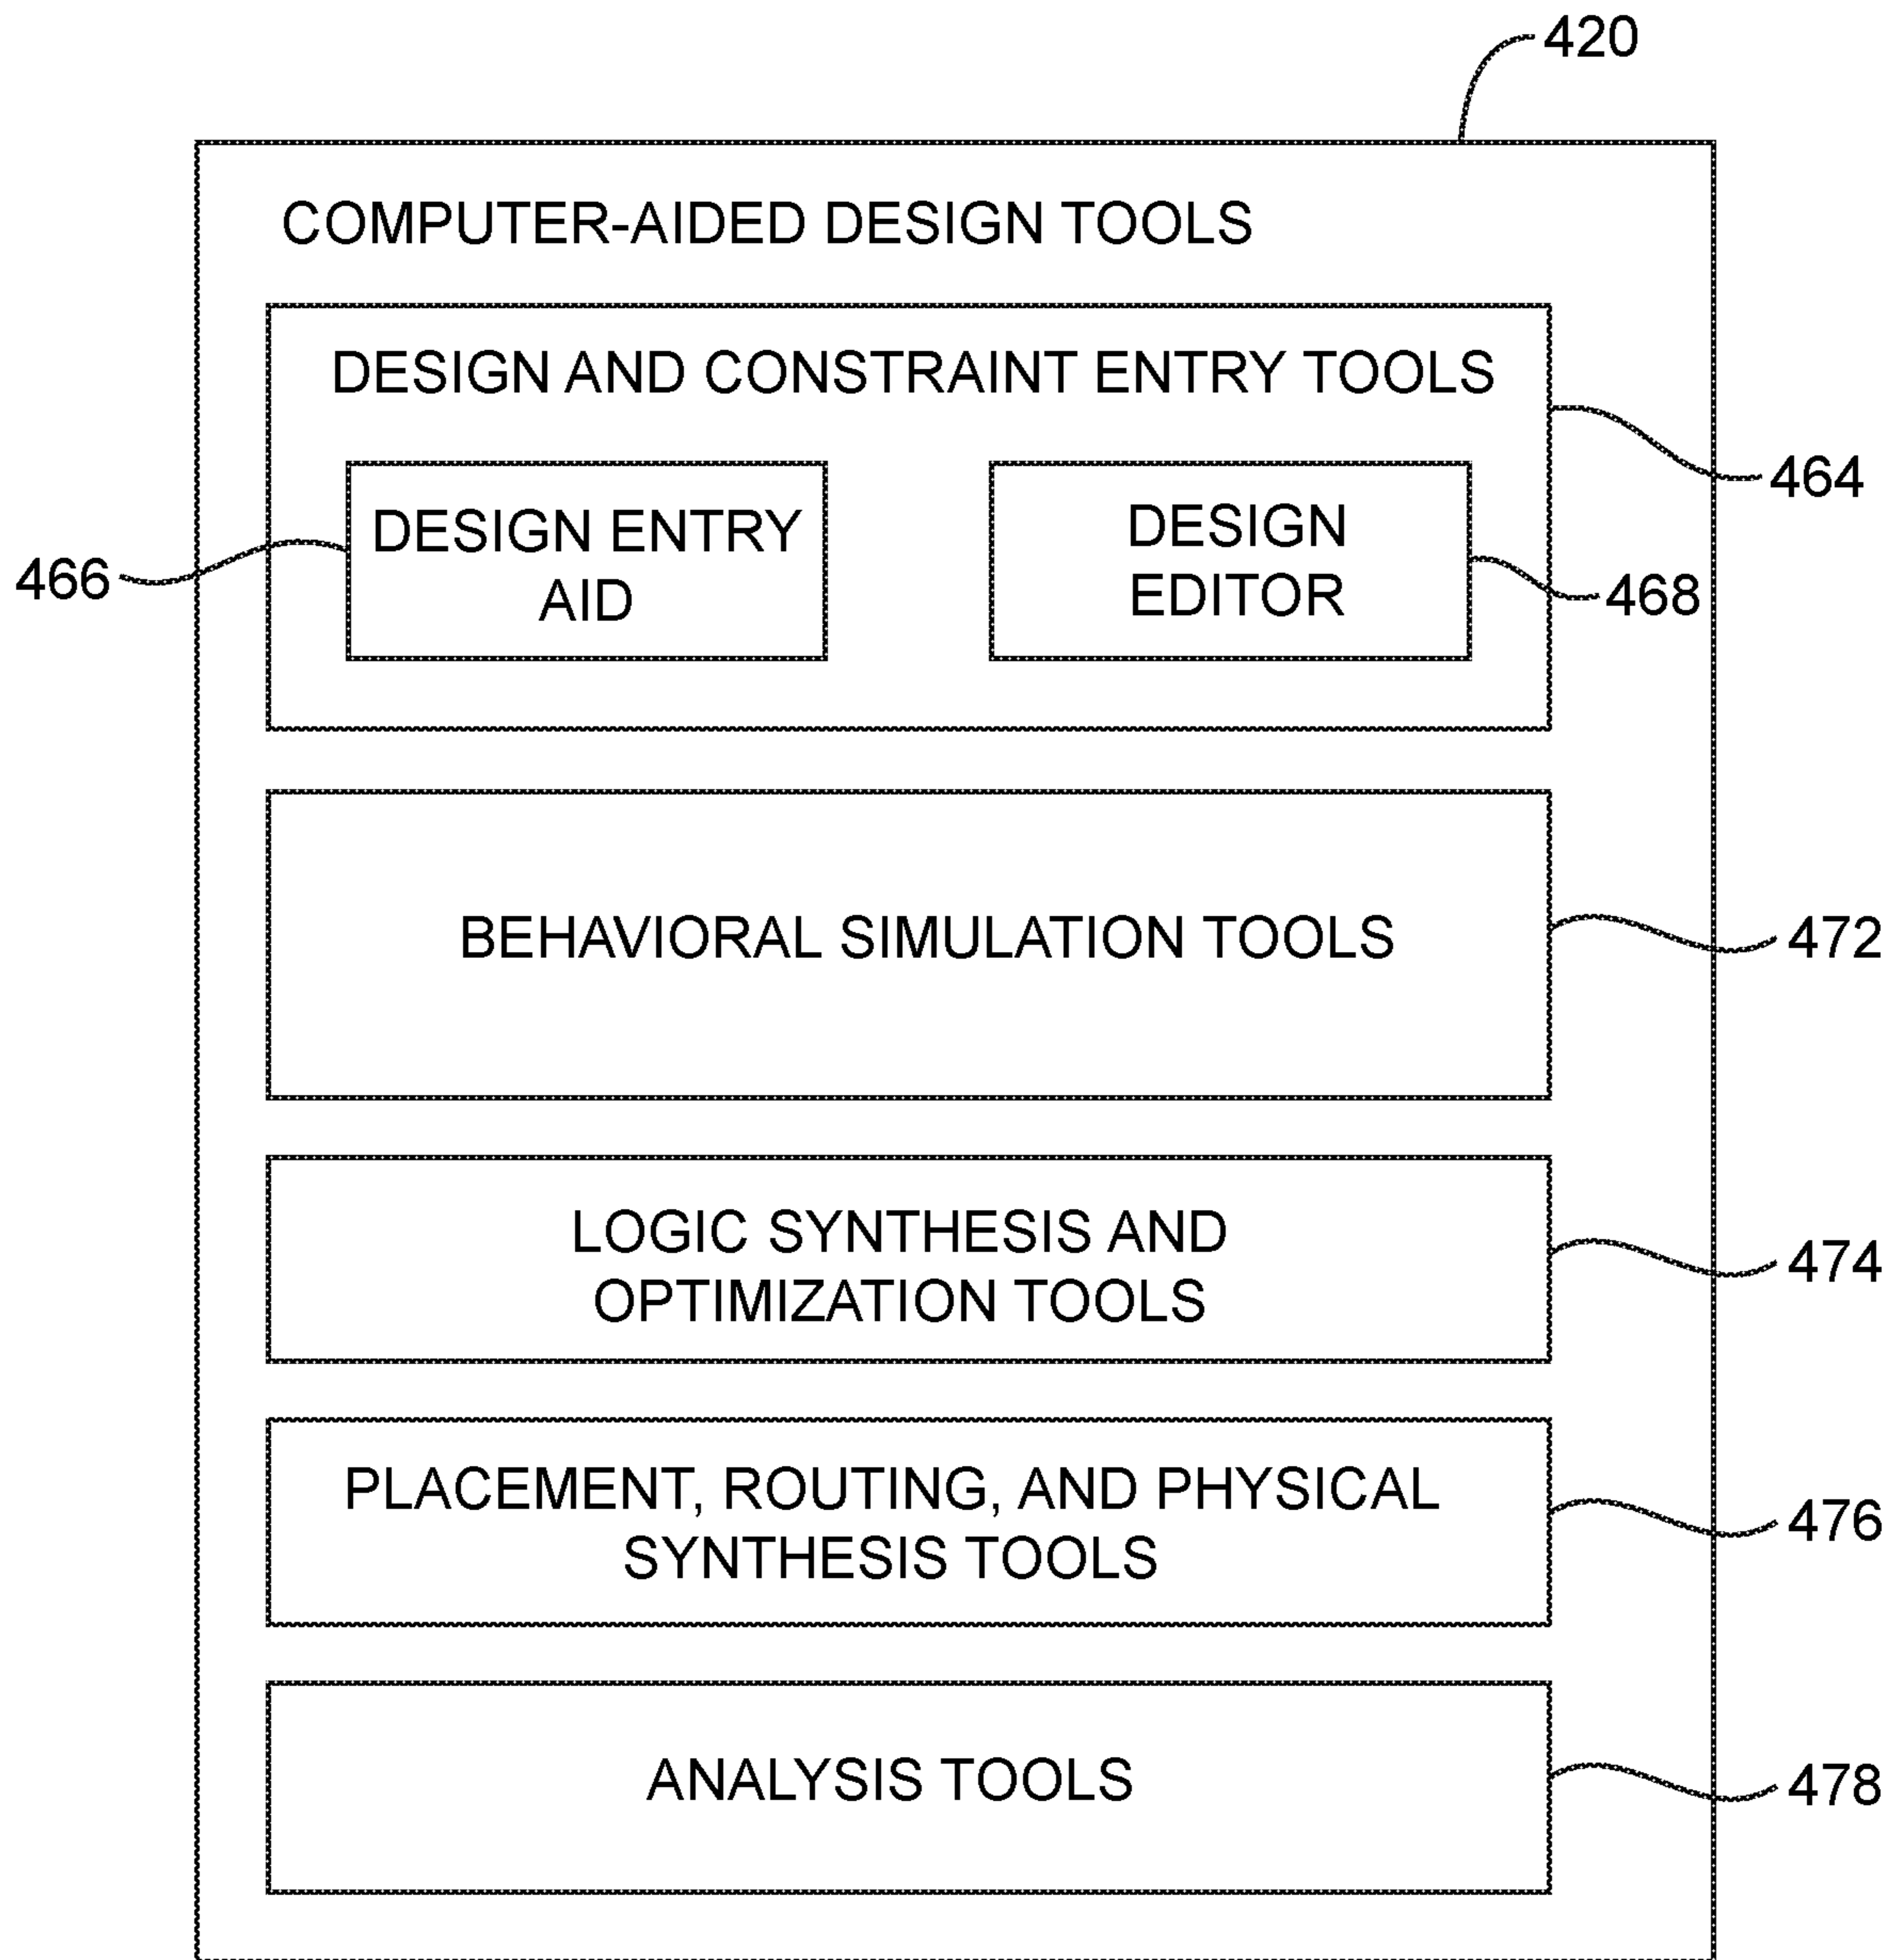 420
COMPUTER-AIDED DESIGN TOOLS
DESIGN AND CONSTRAINT ENTRY TOOLS
464
466
DESIGN ENTRY
AID
DESIGN
EDITOR
468
BEHAVIORAL SIMULATION TOOLS
472
LOGIC SYNTHESIS AND
OPTIMIZATION TOOLS
474
PLACEMENT, ROUTING, AND PHYSICAL
SYNTHESIS TOOLS
476
ANALYSIS TOOLS
478